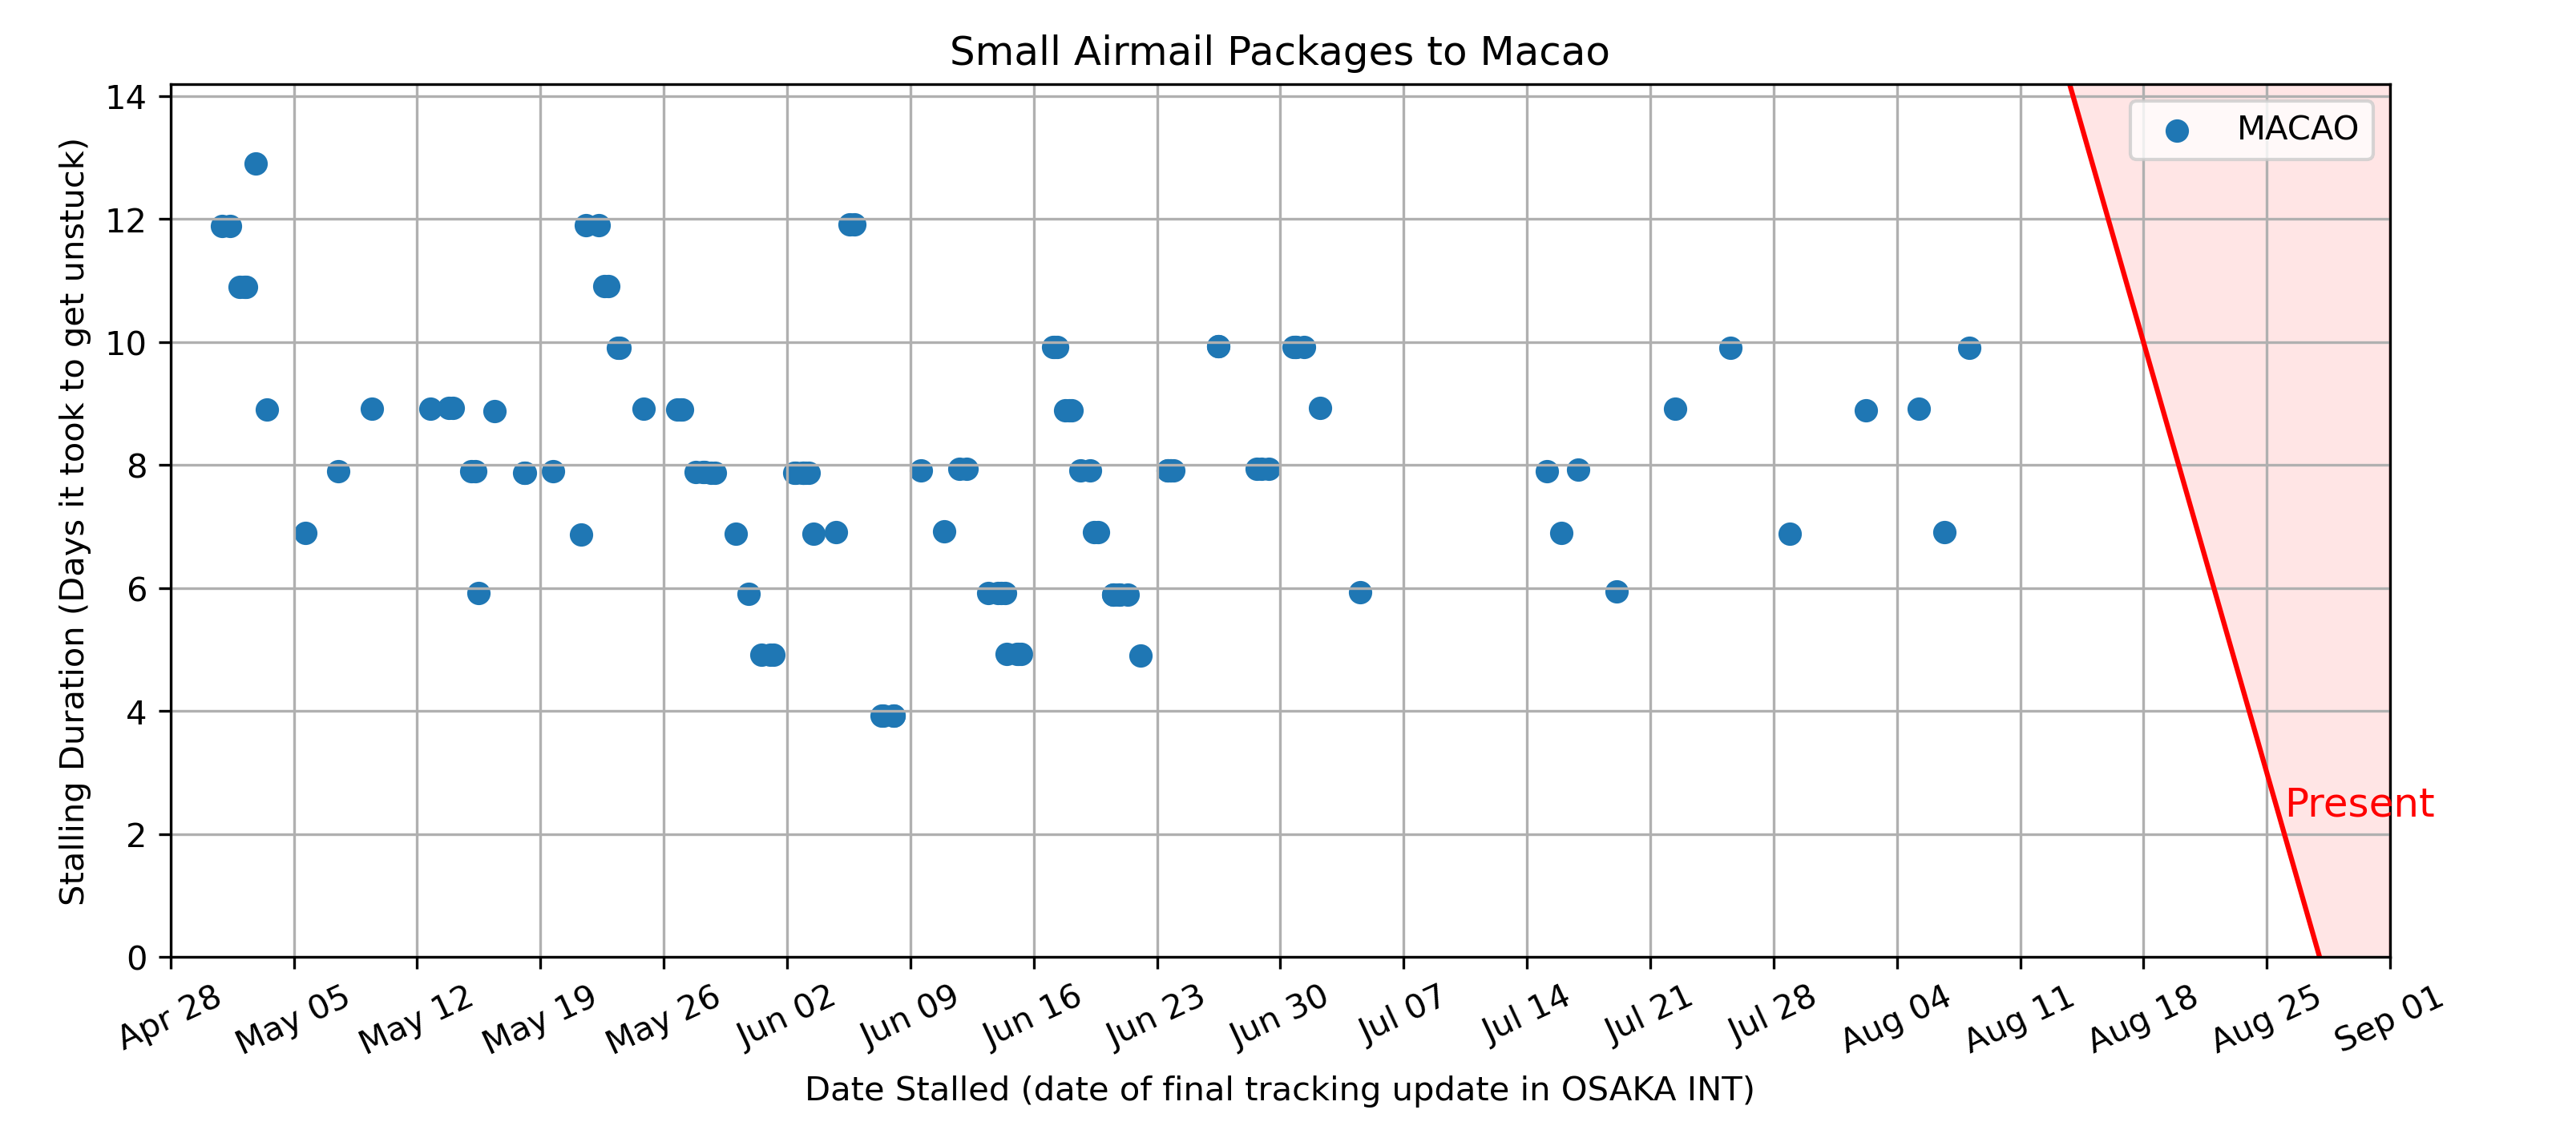 Small Airmail Packages to Macao
Stalling Duration (Days it took to get unstuck)
14
12
10
8
6
4
2
0
MACAO
Present
Apr 28
May 05
May 12
May 19
May 26
Jun 02
Jun 09
Jun 16
Jun 23
Jun 30
Jul 07
Jul 14
Jul 21
Jul 28
Aug 04
Aug 11
Aug 18
Aug 25
Sep 01
Date Stalled (date of final tracking update in OSAKA INT)